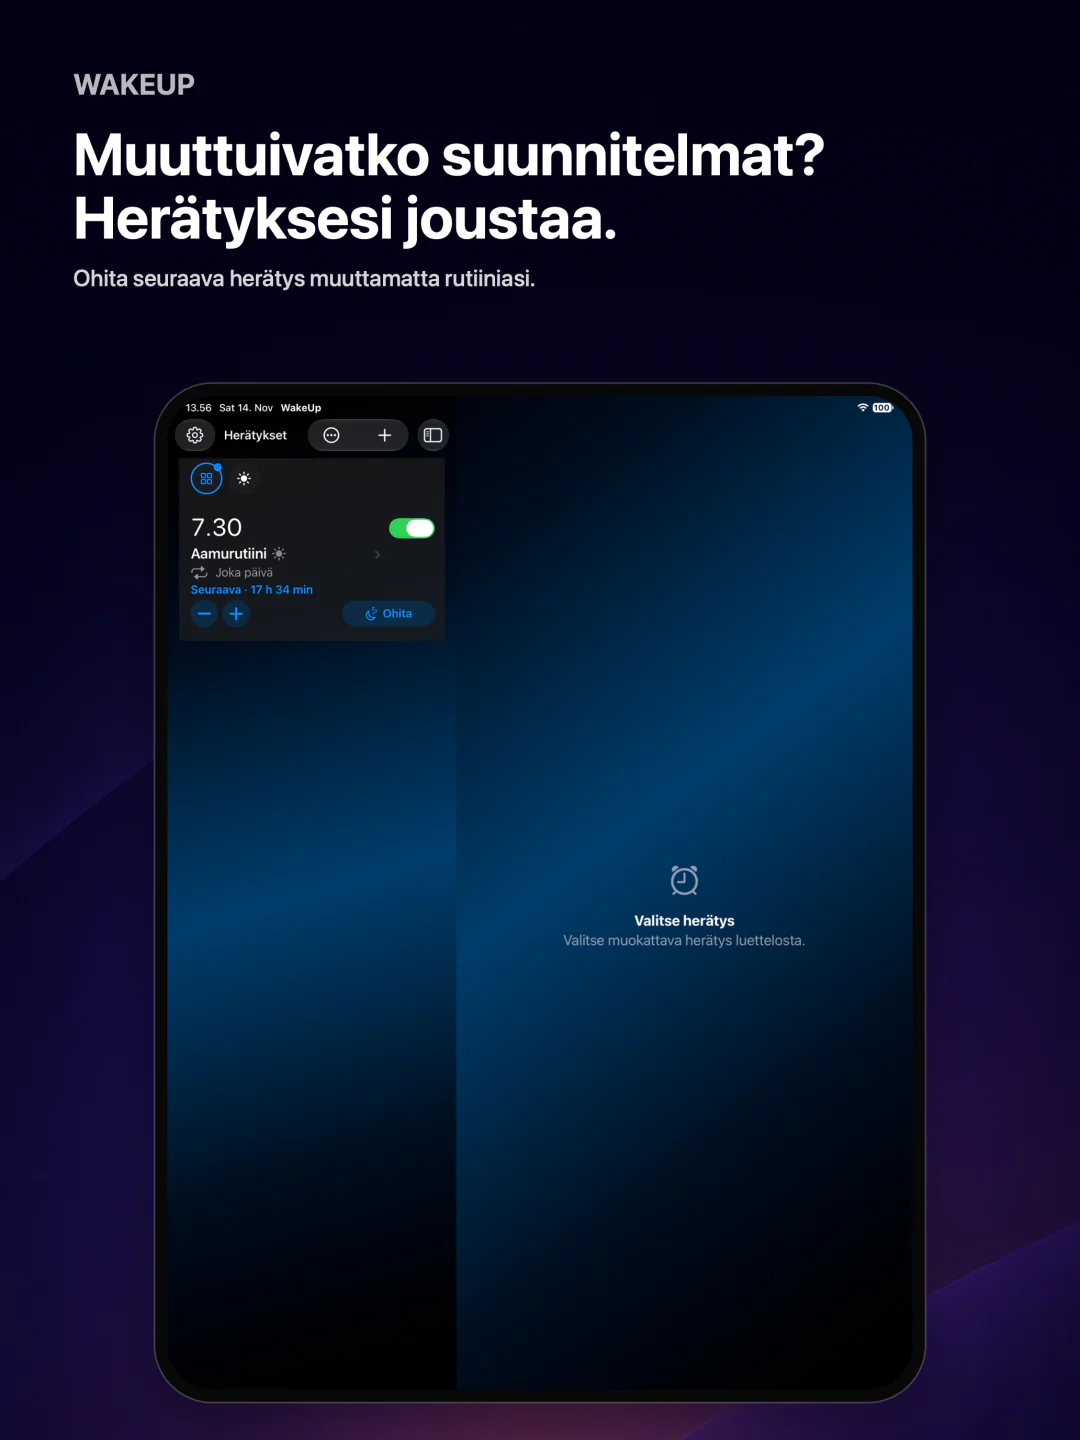 WAKEUP
Muuttuivatko suunnitelmat?
Herätyksesi joustaa.
Ohita seuraava herätys muuttamatta rutiiniasi.
13.56 Sat 14. Nov WakeUp
100
Herätykset
7.30
Aamurutiini
Joka päivä
Seuraava · 17 h 34 min
Ohita
Valitse herätys
Valitse muokattava herätys luettelosta.